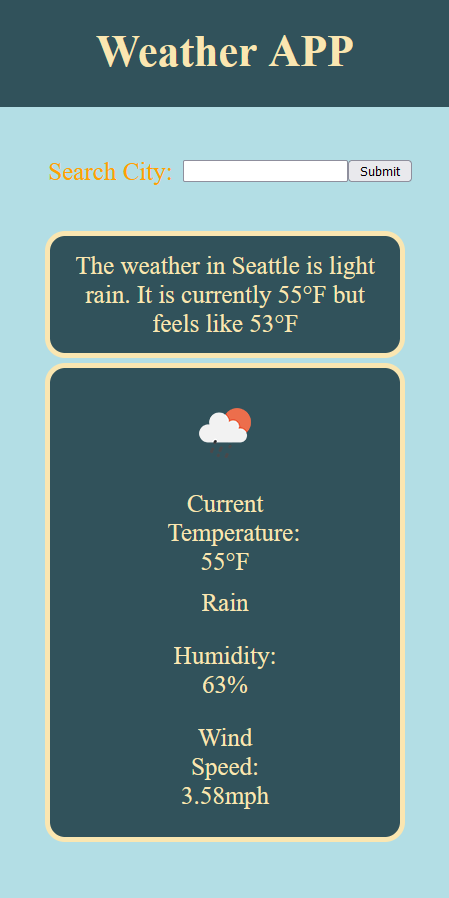 Weather APP
Search City:
Submit
The weather in Seattle is light
rain. It is currently 55°F but
feels like 53°F
Current
Temperature:
55°F
Rain
Humidity:
63%
Wind
Speed:
3.58mph